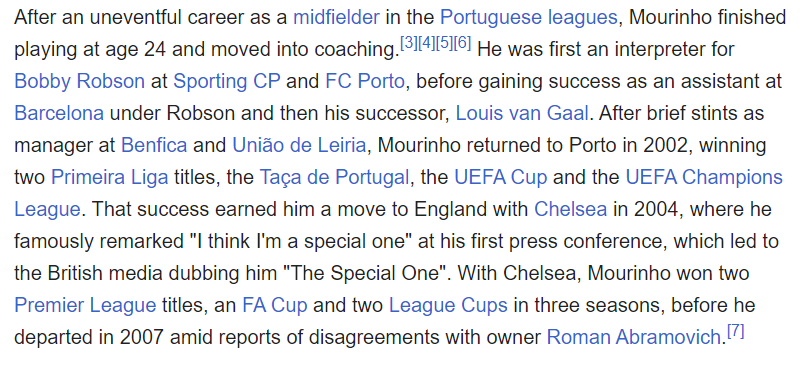 After an uneventful career as a midfielder in the Portuguese leagues, Mourinho finished
playing at age 24 and moved into coaching.[3][4][5][6] He was first an interpreter for
Bobby Robson at Sporting CP and FC Porto, before gaining success as an assistant at
Barcelona under Robson and then his successor, Louis van Gaal. After brief stints as
manager at Benfica and União de Leiria, Mourinho returned to Porto in 2002, winning
two Primeira Liga titles, the Taça de Portugal, the UEFA Cup and the UEFA Champions
League. That success earned him a move to England with Chelsea in 2004, where he
famously remarked "I think I'm a special one" at his first press conference, which led to
the British media dubbing him "The Special One". With Chelsea, Mourinho won two
Premier League titles, an FA Cup and two League Cups in three seasons, before he
departed in 2007 amid reports of disagreements with owner Roman Abramovich.[7]